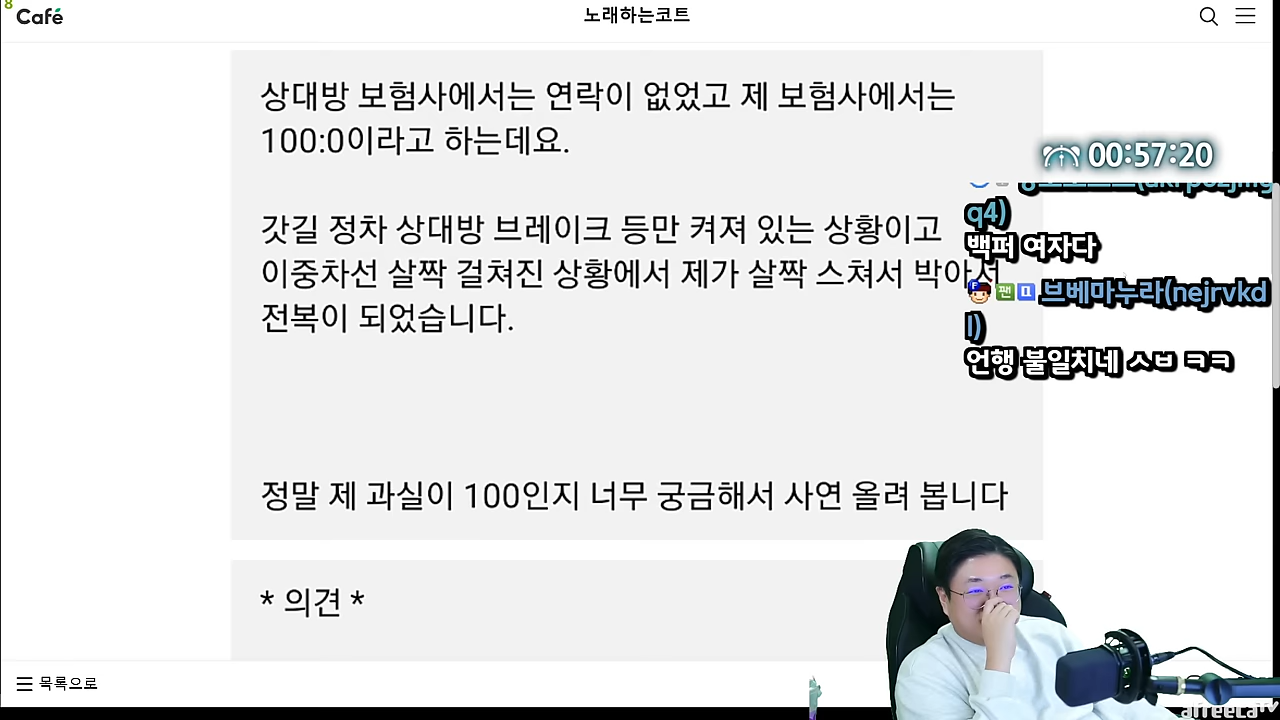 8
Café
노래하는코트
상대방 보험사에서는 연락이 없었고 제 보험사에서는
100:0이라고 하는데요.
00:57:20
q4)
백퍼 여자다
갓길 정차 상대방 브레이크 등만 켜져 있는 상황이고
이중차선 살짝 걸쳐진 상황에서 제가 살짝 스쳐서 박아서
전복이 되었습니다.
F 팬 브베마누라(nejrvkd
l)
언행 불일치네 ㅅㅂ ㅋㅋ
정말 제 과실이 100인지 너무 궁금해서 사연 올려 봅니다
* 의견 *
목록으로
afreecaTV